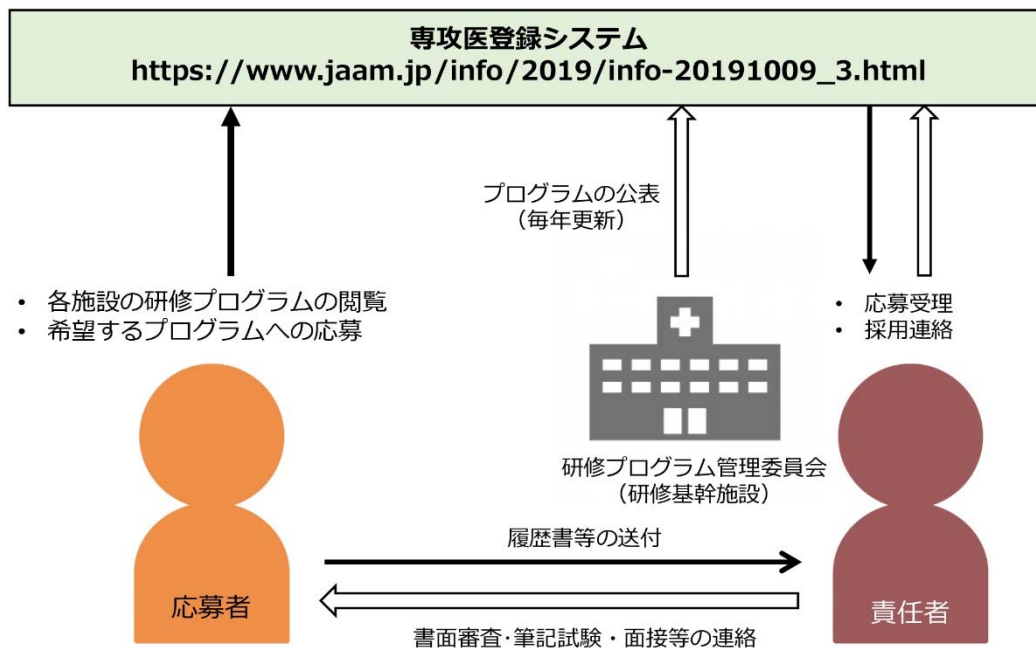 専攻医登録システム
https://www.jaam.jp/info/2019/info-20191009_3.html
プログラムの公表
（毎年更新）
• 各施設の研修プログラムの閲覧
• 希望するプログラムへの応募
• 応募受理
• 採用連絡
研修プログラム管理委員会
（研修基幹施設）
履歴書等の送付
応募者
責任者
書面審査･筆記試験・面接等の連絡